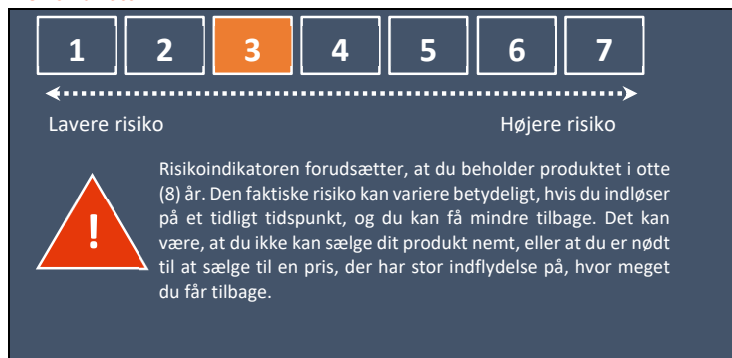 1 2 3 4 5 6 7
Lavere risiko Højere risiko
Risikoindikatoren forudsætter, at du beholder produktet i otte
(8) år. Den faktiske risiko kan variere betydeligt, hvis du indløser
på et tidligt tidspunkt, og du kan få mindre tilbage. Det kan
være, at du ikke kan sælge dit produkt nemt, eller at du er nødt
til at sælge til en pris, der har stor indflydelse på, hvor meget
du får tilbage.
!